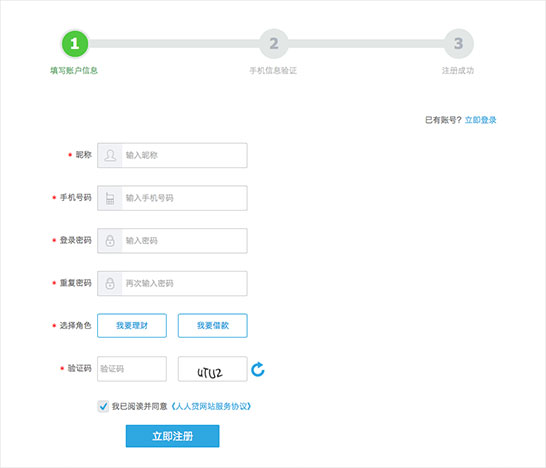 1 2 3
填写账户信息 手机信息验证 注册成功
已有账号？立即登录
* 昵称 输入昵称
* 手机号码 输入手机号码
* 登录密码 输入密码
* 重复密码 再次输入密码
* 选择角色 我要理财 我要借款
* 验证码 验证码 UTU2
我已阅读并同意《人人贷网站服务协议》
立即注册